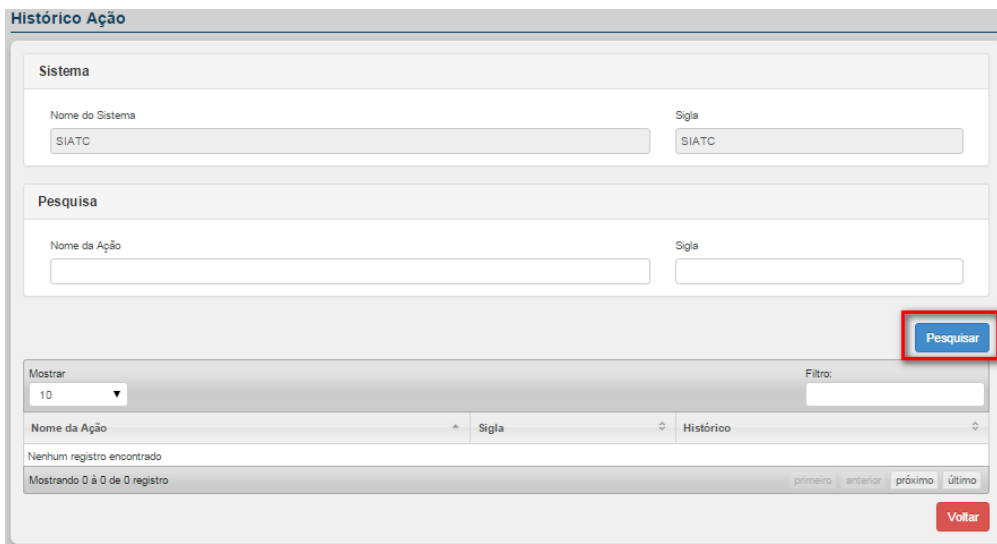 Histórico Ação
Sistema
Nome do Sistema Sigla
SIATC SIATC
Pesquisa
Nome da Ação Sigla
Pesquisar
Mostrar Filtro:
10
Nome da Ação Sigla Histórico
Nenhum registro encontrado
Mostrando 0 à 0 de 0 registro primeiro anterior próximo último
Voltar